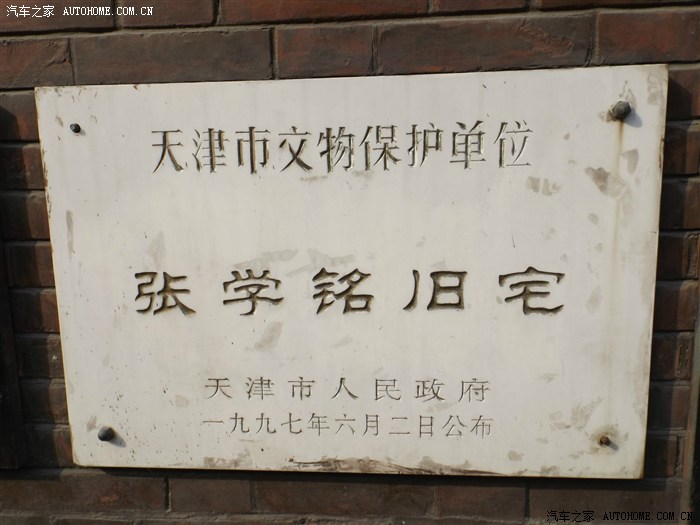 汽车之家 AUTOHOME.COM.CN
天津市文物保护单位
张学铭旧宅
天津市人民政府
一九九七年六月二日公布
汽车之家 AUTOHOME.COM.CN